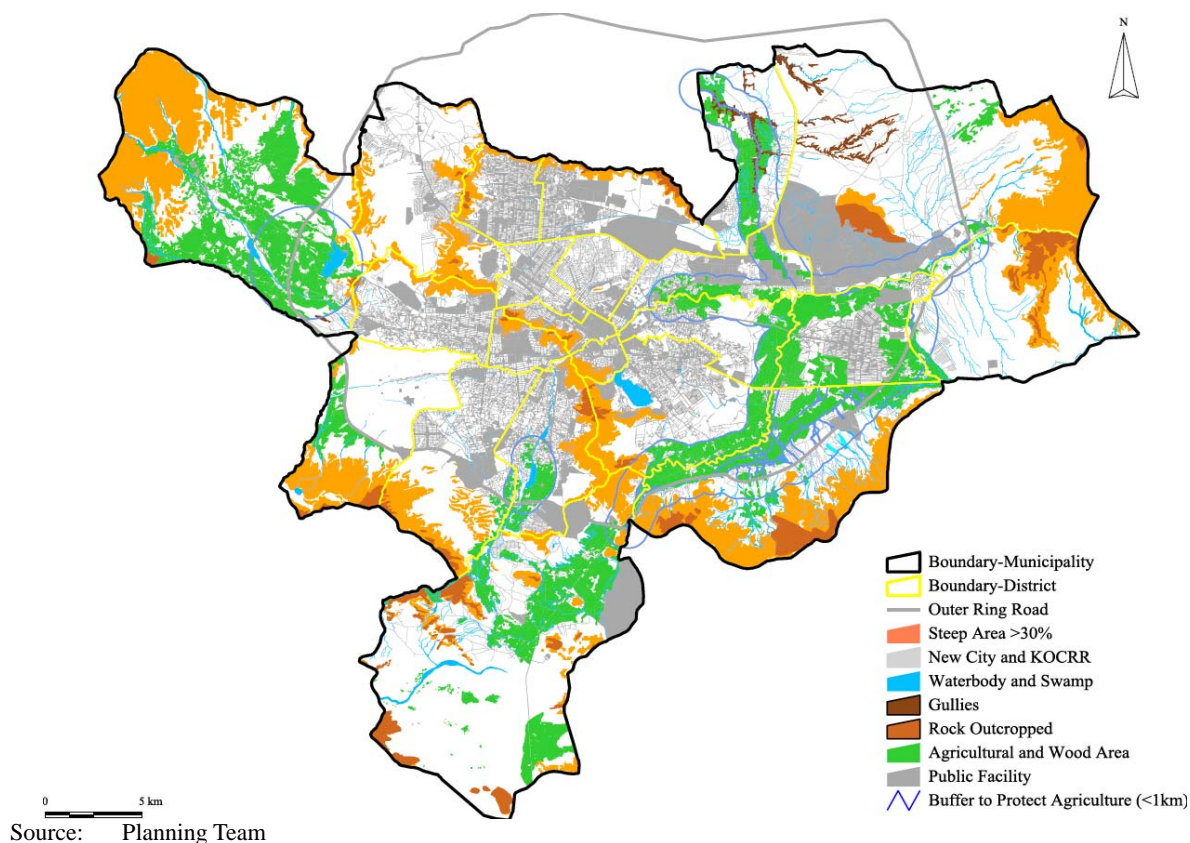 N
Boundary-Municipality
Boundary-District
Outer Ring Road
Steep Area >30%
New City and KOCRR
Waterbody and Swamp
Gullies
Rock Outcropped
Agricultural and Wood Area
Public Facility
Buffer to Protect Agriculture (<1km)
0 5 km
Source: Planning Team